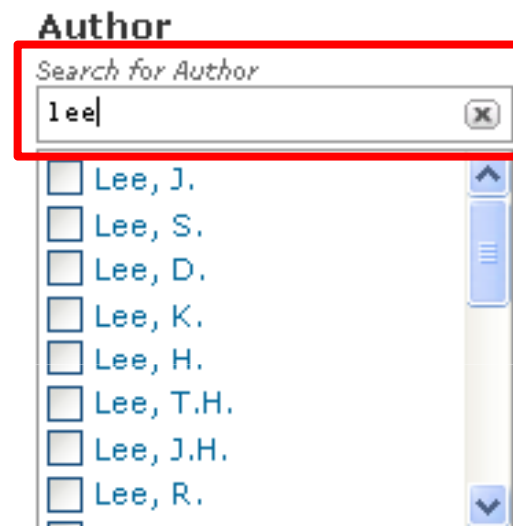 Author
Search for Author
lee
Lee, J.
Lee, S.
Lee, D.
Lee, K.
Lee, H.
Lee, T.H.
Lee, J.H.
Lee, R.